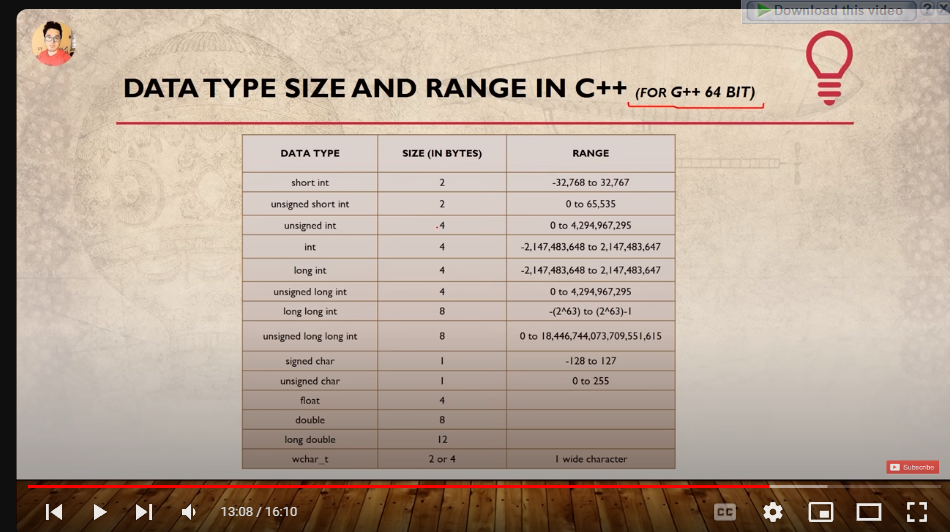 Download this video ?
DATA TYPE SIZE AND RANGE IN C++ (FOR G++ 64 BIT)
DATA TYPE SIZE (IN BYTES) RANGE
short int 2 -32,768 to 32,767
unsigned short int 2 0 to 65,535
unsigned int 4 0 to 4,294,967,295
int 4 -2,147,483,648 to 2,147,483,647
long int 4 -2,147,483,648 to 2,147,483,647
unsigned long int 4 0 to 4,294,967,295
long long int 8 -(2^63) to (2^63)-1
unsigned long long int 8 0 to 18,446,744,073,709,551,615
signed char 1 -128 to 127
unsigned char 1 0 to 255
float 4
double 8
long double 12
wchar_t 2 or 4 1 wide character
Subscribe
13:08 / 16:10 CC